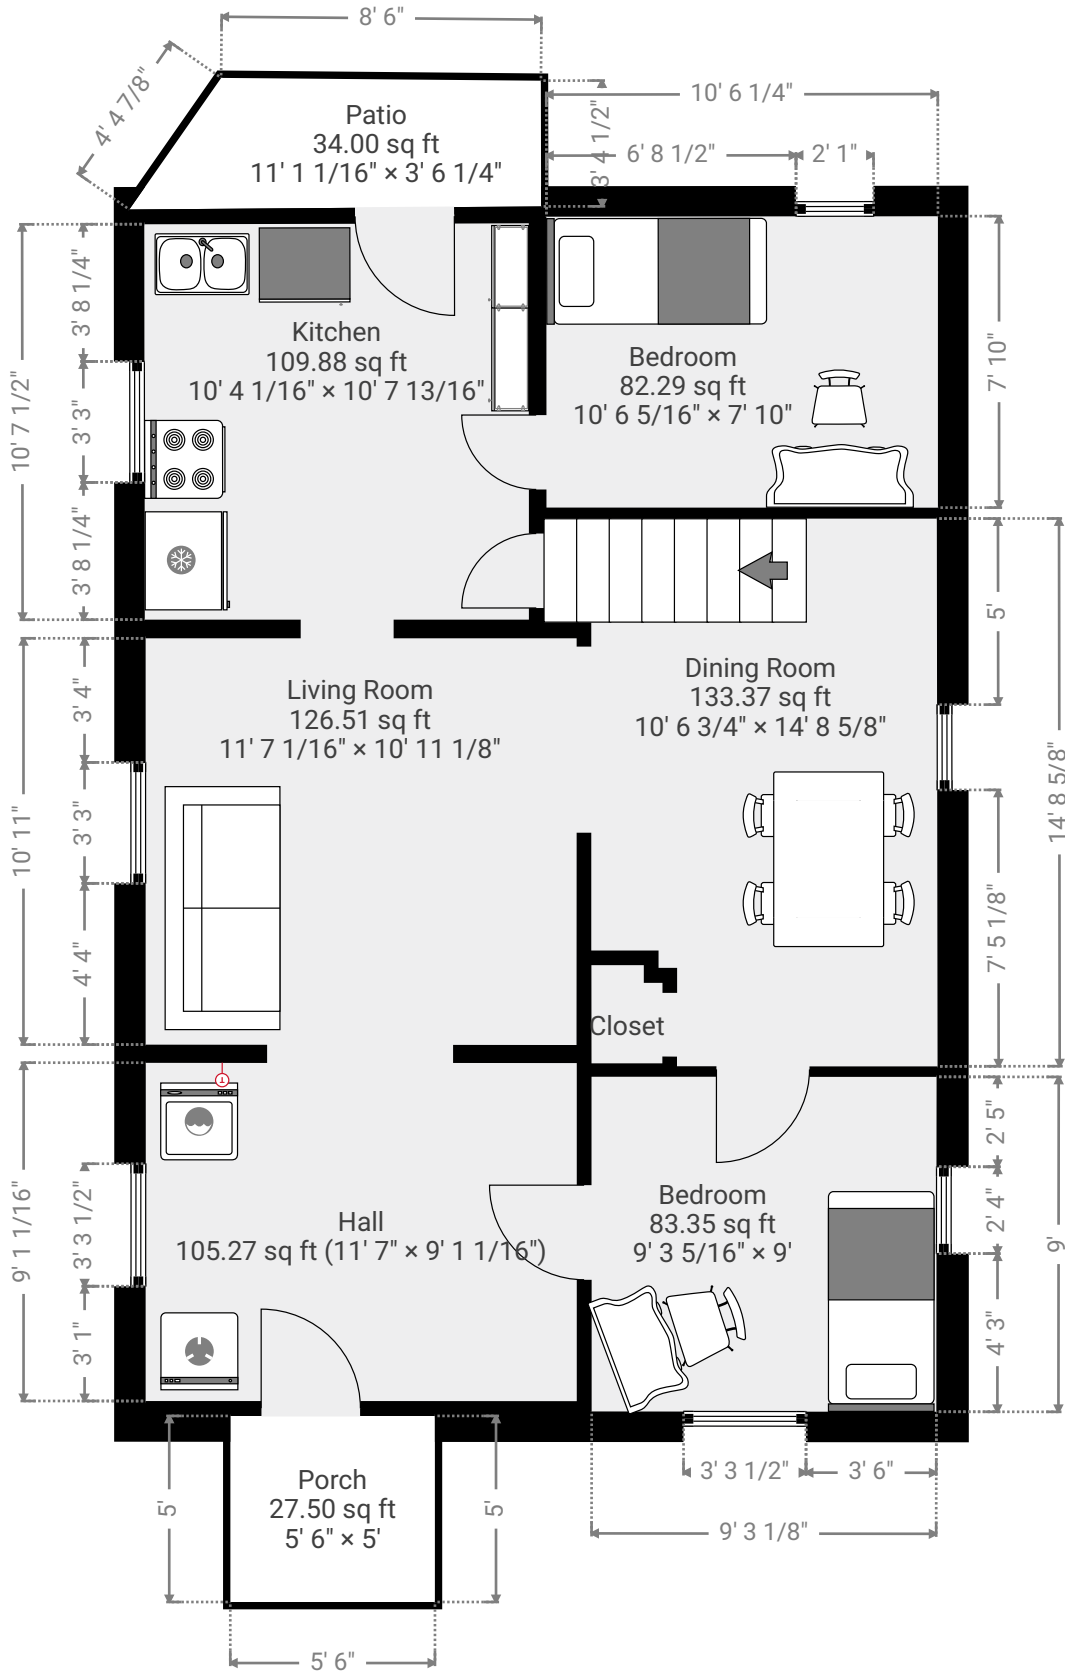 8' 6"
4' 4 7/8"
Patio
34.00 sq ft
11' 1 1/16" × 3' 6 1/4"
3' 4 1/2"
10' 6 1/4"
6' 8 1/2"
2' 1"
10' 7 1/2"
3' 8 1/4"
3' 3"
3' 8 1/4"
Kitchen
109.88 sq ft
10' 4 1/16" × 10' 7 13/16"
Bedroom
82.29 sq ft
10' 6 5/16" × 7' 10"
7' 10"
10' 11"
3' 4"
3' 3"
4' 4"
Living Room
126.51 sq ft
11' 7 1/16" × 10' 11 1/8"
Dining Room
133.37 sq ft
10' 6 3/4" × 14' 8 5/8"
5'
7' 5 1/8"
14' 8 5/8"
Closet
1
9' 1 1/16"
3' 3 1/2"
3' 1"
Hall
105.27 sq ft (11' 7" × 9' 1 1/16")
Bedroom
83.35 sq ft
9' 3 5/16" × 9'
2' 5"
2' 4"
4' 3"
9'
5'
Porch
27.50 sq ft
5' 6" × 5'
5'
3' 3 1/2"
3' 6"
9' 3 1/8"
5' 6"